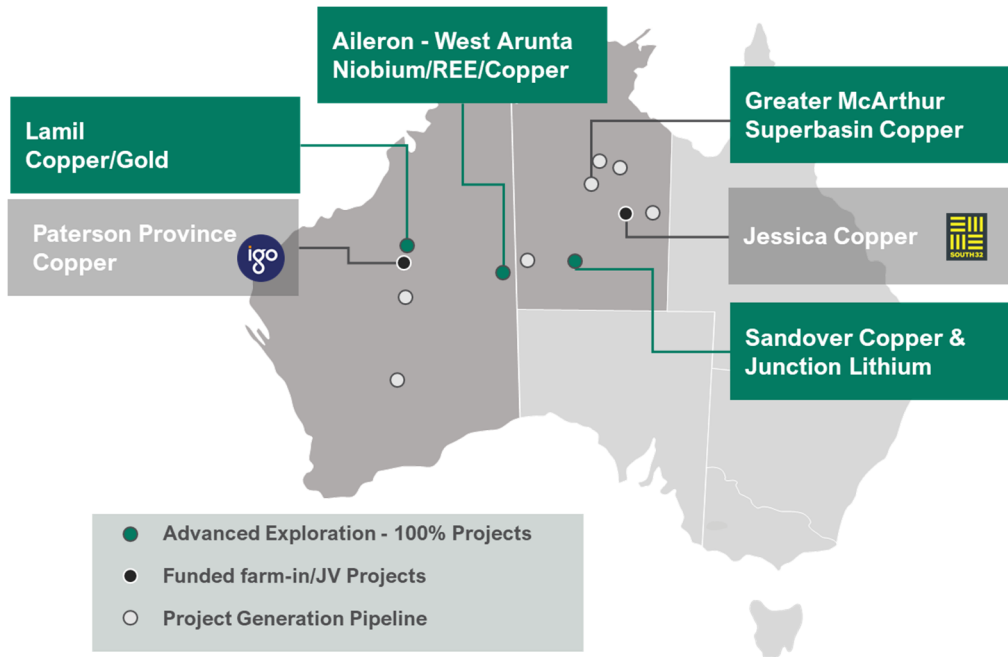 Aileron - West Arunta
Niobium/REE/Copper
Lamil
Copper/Gold
Greater McArthur
Superbasin Copper
Paterson Province
Copper
igo
Jessica Copper
SOUTH32
Sandover Copper &
Junction Lithium
Advanced Exploration - 100% Projects
Funded farm-in/JV Projects
Project Generation Pipeline